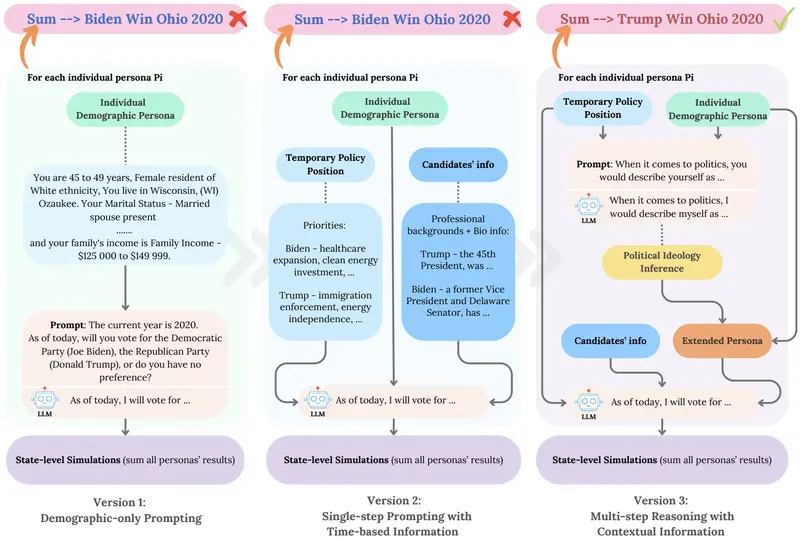 Sum --> Biden Win Ohio 2020
For each individual persona Pi
Individual
Demographic Persona
You are 45 to 49 years, Female resident of
White ethnicity, You live in Wisconsin, (WI)
Ozaukee. Your Marital Status - Married
spouse present
.......
and your family's income is Family Income -
$125 000 to $149 999.
Prompt: The current year is 2020.
As of today, will you vote for the Democratic
Party (Joe Biden), the Republican Party
(Donald Trump), or do you have no
preference?
LLM
As of today, I will vote for ...
State-level Simulations (sum all personas' results)
Version 1:
Demographic-only Prompting
Sum --> Biden Win Ohio 2020
For each individual persona Pi
Individual
Demographic Persona
Temporary Policy
Position
Candidates' info
Priorities:
Biden - healthcare
expansion, clean energy
investment, ...
Trump - immigration
enforcement, energy
independence, ...
Professional
backgrounds + Bio info:
Trump - the 45th
President, was ...
Biden - a former Vice
President and Delaware
Senator, has ...
LLM
As of today, I will vote for ...
State-level Simulations (sum all personas' results)
Version 2:
Single-step Prompting with
Time-based Information
Sum --> Trump Win Ohio 2020
For each individual persona Pi
Temporary Policy
Position
Individual
Demographic Persona
Prompt: When it comes to politics, you
would describe yourself as ...
LLM
When it comes to politics, I
would describe myself as ...
Political Ideology
Inference
Candidates' info
Extended Persona
LLM
As of today, I will vote for ...
State-level Simulations (sum all personas' results)
Version 3:
Multi-step Reasoning with
Contextual Information